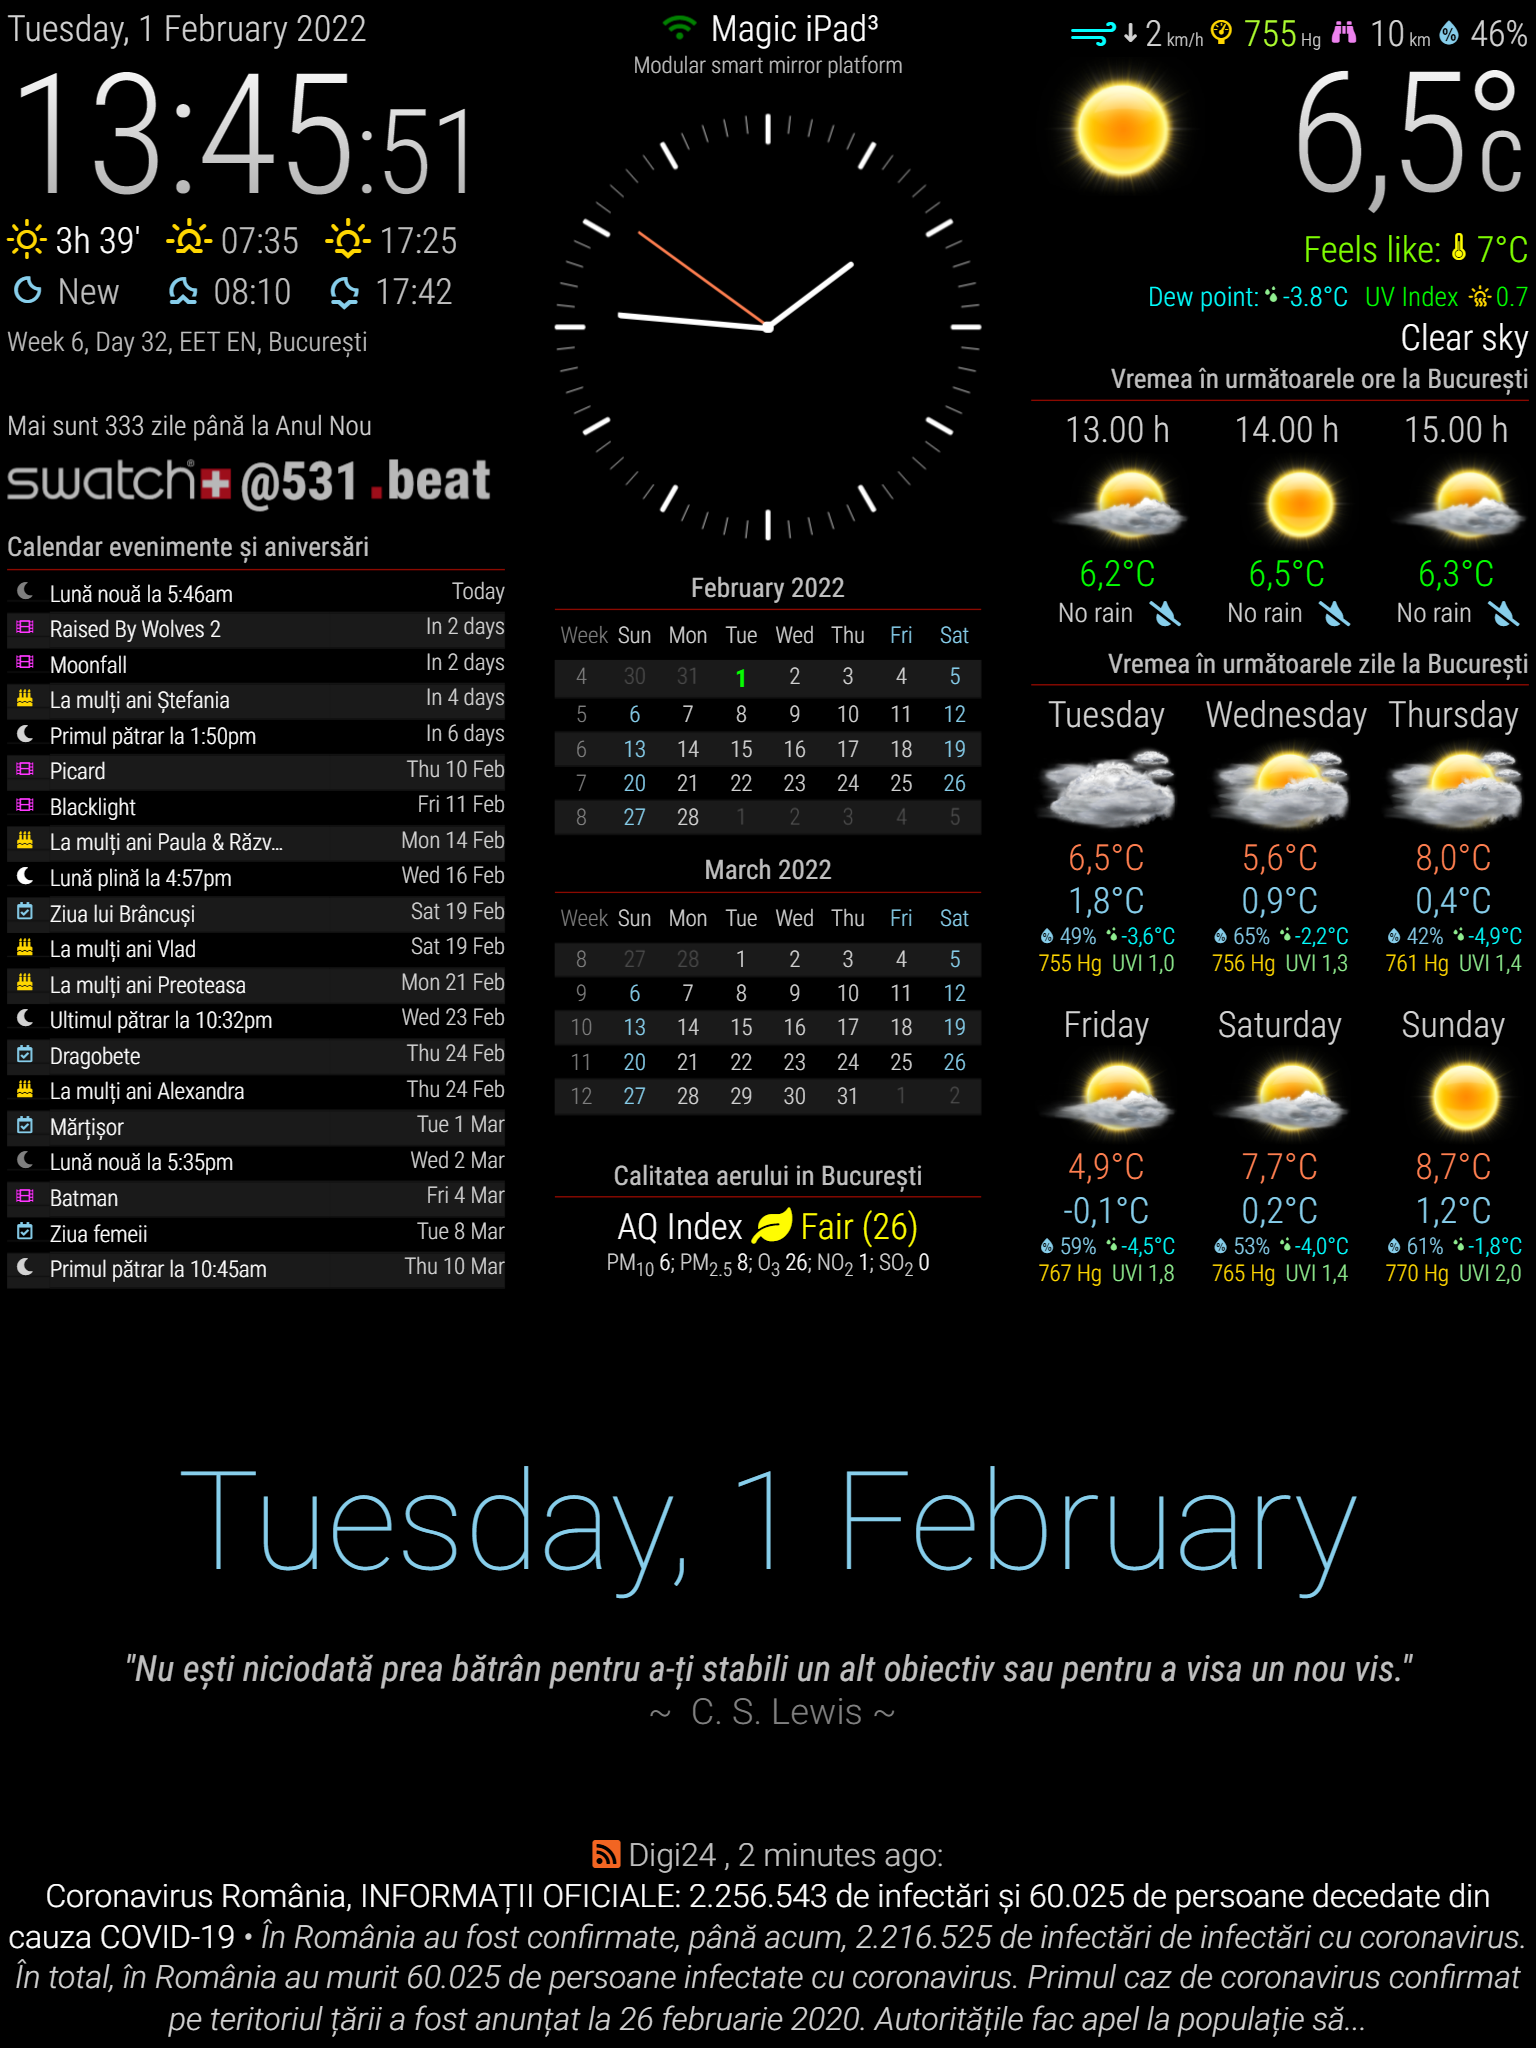 Tuesday, 1 February 2022
13:45:51
3h 39' 07:35 17:25
New 08:10 17:42
Week 6, Day 32, EET EN, București
Mai sunt 333 zile până la Anul Nou
swatch® @531 .beat
Calendar evenimente și aniversări
Lună nouă la 5:46am Today
Raised By Wolves 2 In 2 days
Moonfall In 2 days
La mulți ani Ștefania In 4 days
Primul pătrar la 1:50pm In 6 days
Picard Thu 10 Feb
Blacklight Fri 11 Feb
La mulți ani Paula & Răzv... Mon 14 Feb
Lună plină la 4:57pm Wed 16 Feb
Ziua lui Brâncuși Sat 19 Feb
La mulți ani Vlad Sat 19 Feb
La mulți ani Preoteasa Mon 21 Feb
Ultimul pătrar la 10:32pm Wed 23 Feb
Dragobete Thu 24 Feb
La mulți ani Alexandra Thu 24 Feb
Mărțișor Tue 1 Mar
Lună nouă la 5:35pm Wed 2 Mar
Batman Fri 4 Mar
Ziua femeii Tue 8 Mar
Primul pătrar la 10:45am Thu 10 Mar
Magic iPad³
Modular smart mirror platform
February 2022
Week Sun Mon Tue Wed Thu Fri Sat
4 30 31 1 2 3 4 5
5 6 7 8 9 10 11 12
6 13 14 15 16 17 18 19
7 20 21 22 23 24 25 26
8 27 28 1 2 3 4 5
March 2022
Week Sun Mon Tue Wed Thu Fri Sat
8 27 28 1 2 3 4 5
9 6 7 8 9 10 11 12
10 13 14 15 16 17 18 19
11 20 21 22 23 24 25 26
12 27 28 29 30 31 1 2
Calitatea aerului in București
AQ Index Fair (26)
PM10 6; PM2.5 8; O3 26; NO2 1; SO2 0
2 km/h 755 Hg 10 km % 46%
6,5°C
Feels like: 7°C
Dew point: -3.8°C UV Index 0.7
Clear sky
Vremea în următoarele ore la București
13.00 h 14.00 h 15.00 h
6,2°C 6,5°C 6,3°C
No rain No rain No rain
Vremea în următoarele zile la București
Tuesday Wednesday Thursday
6,5°C 5,6°C 8,0°C
1,8°C 0,9°C 0,4°C
% 49% -3,6°C % 65% -2,2°C % 42% -4,9°C
755 Hg UVI 1,0 756 Hg UVI 1,3 761 Hg UVI 1,4
Friday Saturday Sunday
4,9°C 7,7°C 8,7°C
-0,1°C 0,2°C 1,2°C
% 59% -4,5°C % 53% -4,0°C % 61% -1,8°C
767 Hg UVI 1,8 765 Hg UVI 1,4 770 Hg UVI 2,0
Tuesday, 1 February
"Nu ești niciodată prea bătrân pentru a-ți stabili un alt obiectiv sau pentru a visa un nou vis."
~ C. S. Lewis ~
Digi24 , 2 minutes ago:
Coronavirus România, INFORMAȚII OFICIALE: 2.256.543 de infectări și 60.025 de persoane decedate din
cauza COVID-19 • În România au fost confirmate, până acum, 2.216.525 de infectări de infectări cu coronavirus.
În total, în România au murit 60.025 de persoane infectate cu coronavirus. Primul caz de coronavirus confirmat
pe teritoriul țării a fost anunțat la 26 februarie 2020. Autoritățile fac apel la populație să...